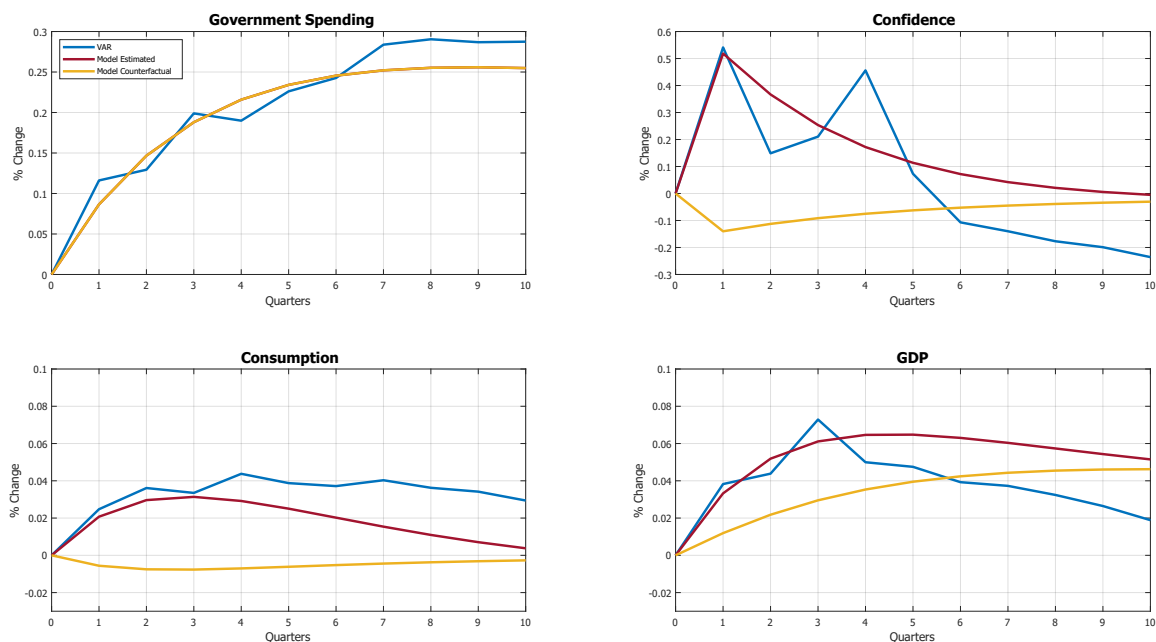 Government Spending
0.3
0.25
0.2
0.15
0.1
0.05
0
% Change
VAR
Model Estimated
Model Counterfactual
0 1 2 3 4 5 6 7 8 9 10
Quarters
Confidence
0.6
0.5
0.4
0.3
0.2
0.1
0
-0.1
-0.2
-0.3
% Change
0 1 2 3 4 5 6 7 8 9 10
Quarters
Consumption
0.1
0.08
0.06
0.04
0.02
0
-0.02
% Change
0 1 2 3 4 5 6 7 8 9 10
Quarters
GDP
0.1
0.08
0.06
0.04
0.02
0
-0.02
% Change
0 1 2 3 4 5 6 7 8 9 10
Quarters